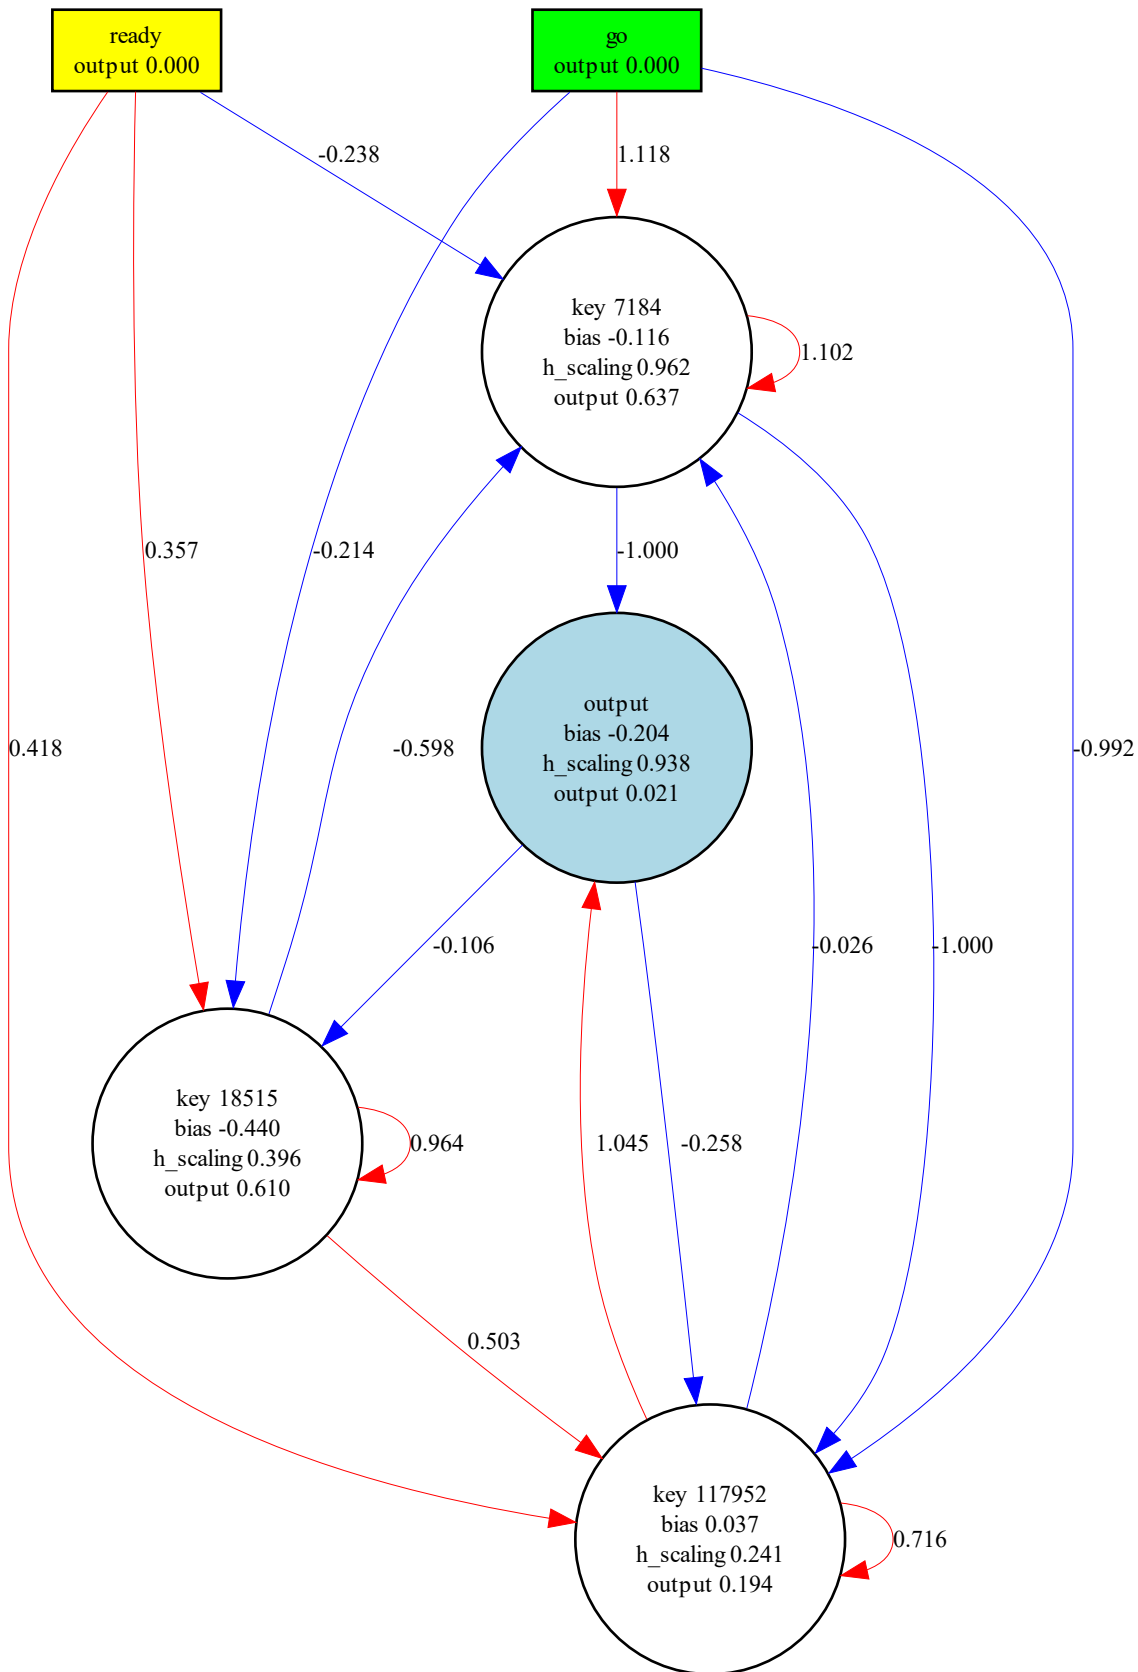 ready
output 0.000
go
output 0.000
-0.238
1.118
key 7184
bias -0.116
h_scaling 0.962
output 0.637
1.102
0.357
-0.214
-1.000
output
bias -0.204
h_scaling 0.938
output 0.021
0.418
-0.598
-0.992
-0.106
-0.026
-1.000
key 18515
bias -0.440
h_scaling 0.396
output 0.610
0.964
1.045
-0.258
0.503
key 117952
bias 0.037
h_scaling 0.241
output 0.194
0.716